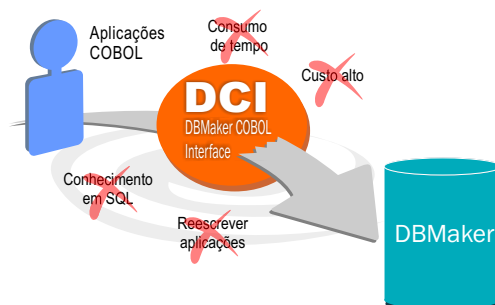 Aplicações
COBOL
Consumo
de tempo
Custo alto
DCI
DBMaker COBOL
Interface
Conhecimento
em SQL
Reescrever
aplicações
DBMaker